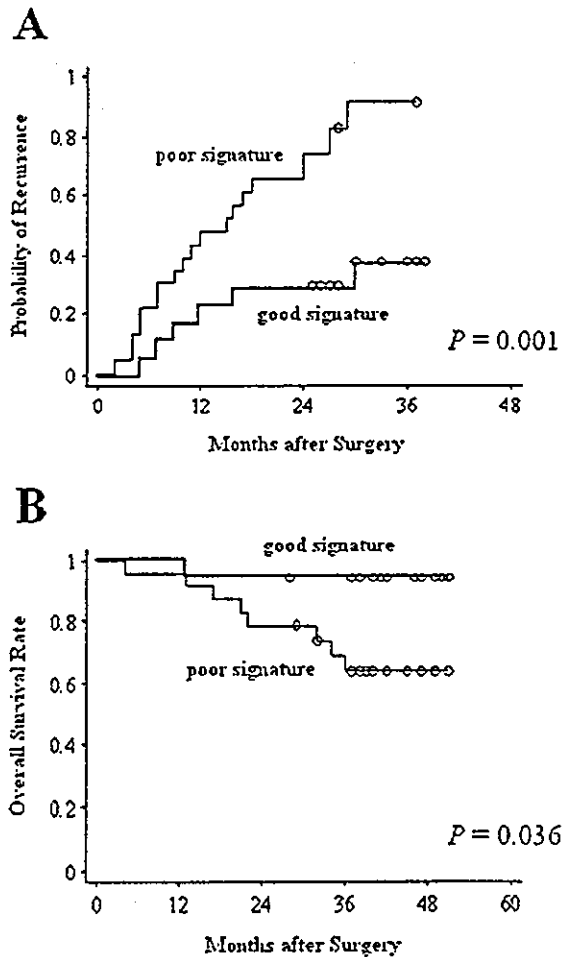 A
1
0.8
0.6
0.4
0.2
0
Probability of Recurrence
poor signature
good signature
P = 0.001
0 12 24 36 48
Months after Surgery
B
1
0.8
0.6
0.4
0.2
0
Overall Survival Rate
good signature
poor signature
P = 0.036
0 12 24 36 48 60
Months after Surgery